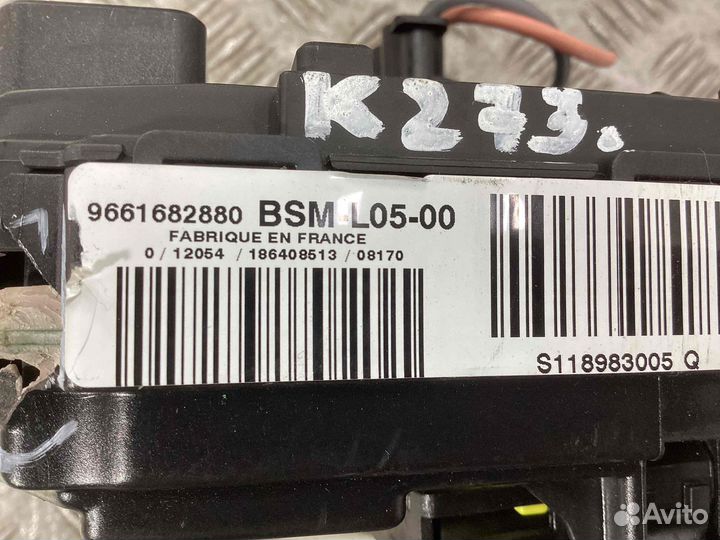 K273.
9661682880 BSM-L05-00
FABRIQUE EN FRANCE
0 / 12054 / 186408513 / 08170
S118983005 Q
Avito